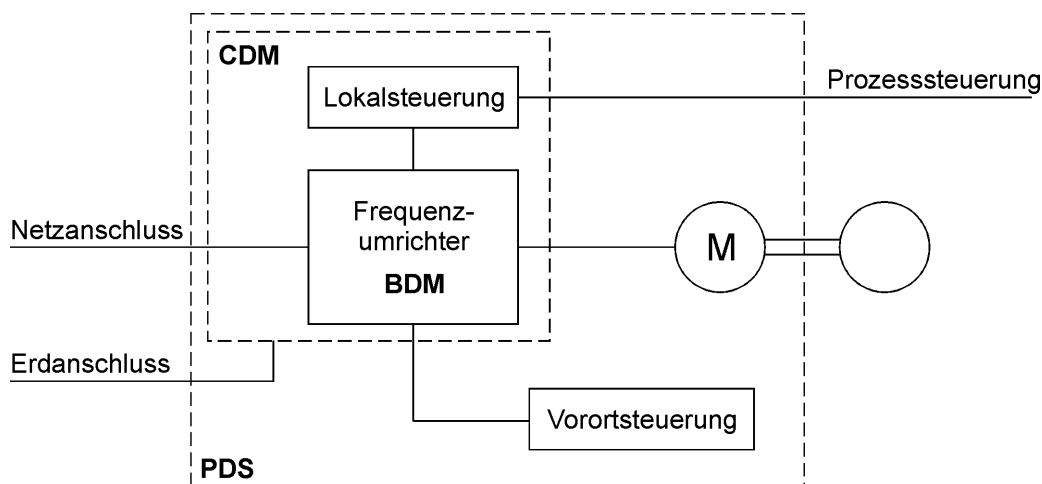 CDM
Lokalsteuerung
Prozesssteuerung
Netzanschluss
Frequenz-
umrichter
BDM
M
Erdanschluss
Vorortsteuerung
PDS